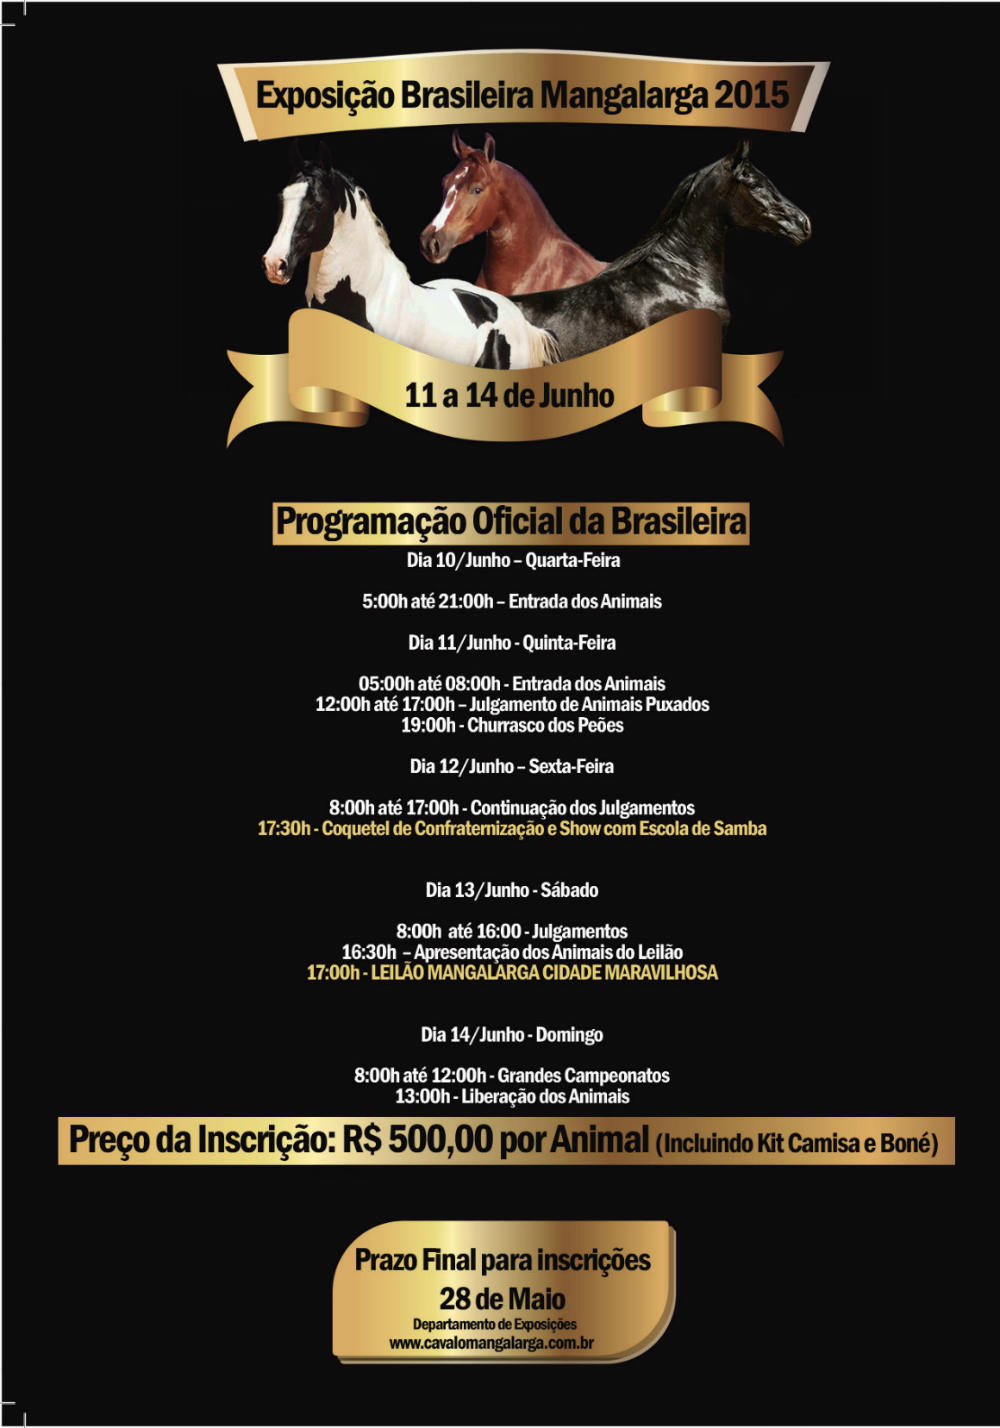 Exposição Brasileira Mangalarga 2015
11 a 14 de Junho
Programação Oficial da Brasileira
Dia 10/Junho – Quarta-Feira
5:00h até 21:00h – Entrada dos Animais
Dia 11/Junho - Quinta-Feira
05:00h até 08:00h - Entrada dos Animais
12:00h até 17:00h – Julgamento de Animais Puxados
19:00h - Churrasco dos Peões
Dia 12/Junho – Sexta-Feira
8:00h até 17:00h - Continuação dos Julgamentos
17:30h - Coquetel de Confraternização e Show com Escola de Samba
Dia 13/Junho - Sábado
8:00h até 16:00 - Julgamentos
16:30h – Apresentação dos Animais do Leilão
17:00h - LEILÃO MANGALARGA CIDADE MARAVILHOSA
Dia 14/Junho - Domingo
8:00h até 12:00h - Grandes Campeonatos
13:00h - Liberação dos Animais
Preço da Inscrição: R$ 500,00 por Animal (Incluindo Kit Camisa e Boné)
Prazo Final para inscrições
28 de Maio
Departamento de Exposições
www.cavalomangalarga.com.br